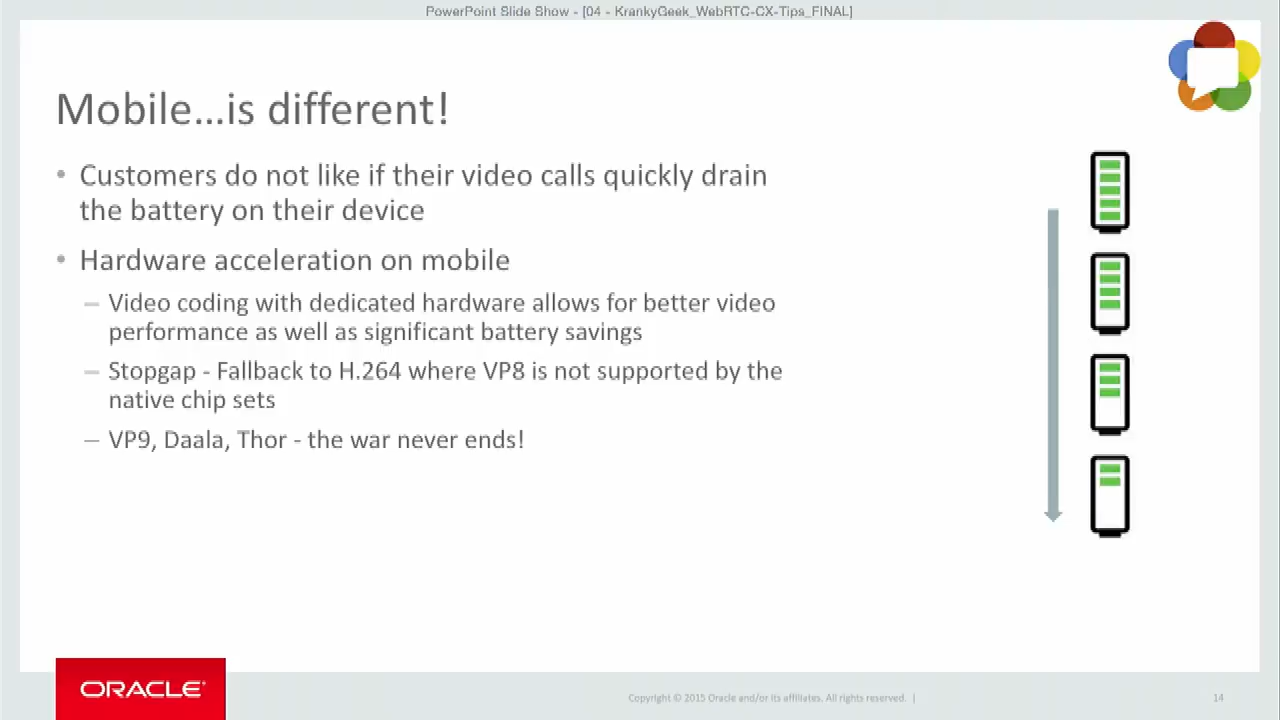 PowerPoint Slide Show - [04 - KrankyGeek_WebRTC-CX-Tips_FINAL]
Mobile...is different!
• Customers do not like if their video calls quickly drain
the battery on their device
• Hardware acceleration on mobile
– Video coding with dedicated hardware allows for better video
performance as well as significant battery savings
– Stopgap - Fallback to H.264 where VP8 is not supported by the
native chip sets
– VP9, Daala, Thor - the war never ends!
ORACLE®
Copyright © 2015 Oracle and/or its affiliates. All rights reserved. |
14